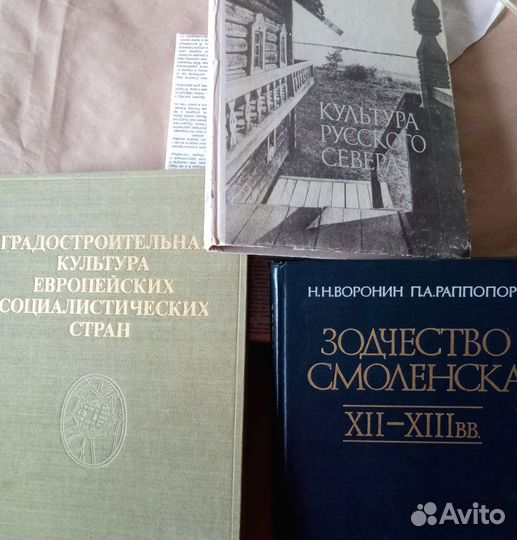 КУЛЬТУРА
РУССКОГО
СЕВЕРА
ГРАДОСТРОИТЕЛЬНА
КУЛЬТУРА
ЕВРОПЕЙСКИХ
СОЦИАЛИСТИЧЕСКИХ
СТРАН
Н.Н.ВОРОНИН П.А.РАППОПОР
ЗОДЧЕСТВО
СМОЛЕНСКА
XII–XIII ВВ.
Avito